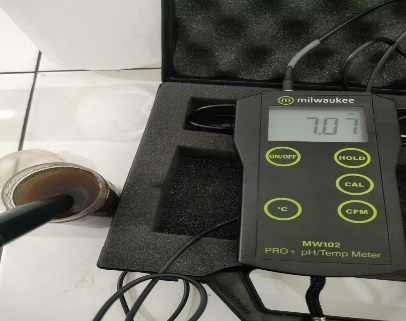 milwaukee
7.07
ON/OFF
HOLD
CAL
°C
CFM
MW102
PRO+ pH/Temp Meter